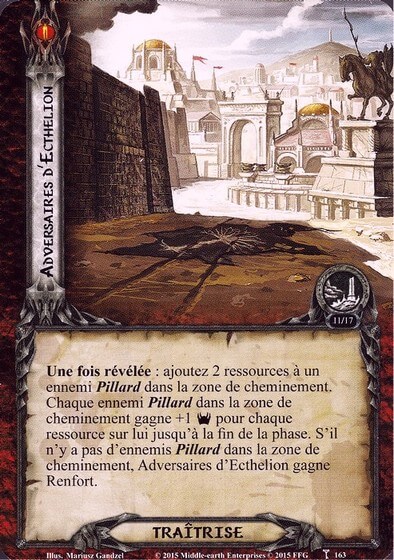 ADVERSAIRES D'ECTHELION
11/17
Une fois révélée : ajoutez 2 ressources à un
ennemi Pillard dans la zone de cheminement.
Chaque ennemi Pillard dans la zone de
cheminement gagne +1 pour chaque
ressource sur lui jusqu'à la fin de la phase. S'il
n'y a pas d'ennemis Pillard dans la zone de
cheminement, Adversaires d'Ecthelion gagne
Renfort.
TRAÎTRISE
Illus. Mariusz Gandzel © 2015 Middle-earth Enterprises © 2015 FFG 163